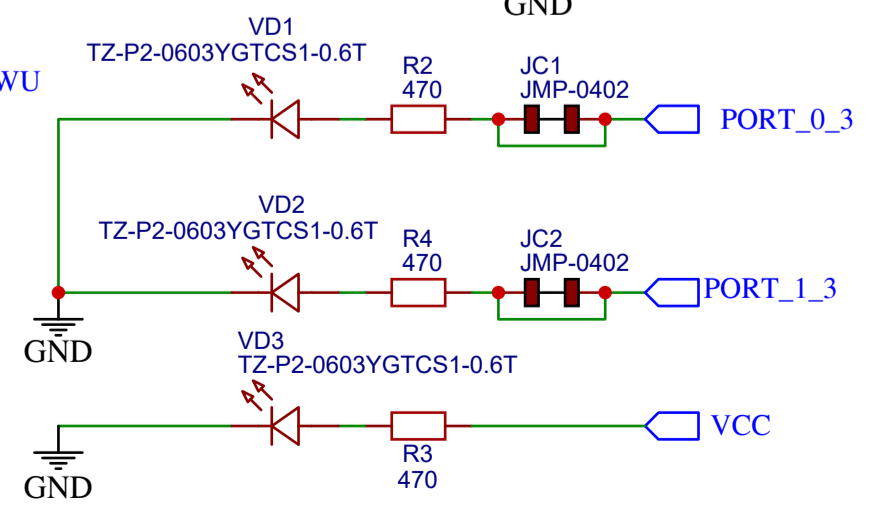 GND
VD1
TZ-P2-0603YGTCS1-0.6T
WU
R2
470
JC1
JMP-0402
PORT_0_3
VD2
TZ-P2-0603YGTCS1-0.6T
R4
470
JC2
JMP-0402
PORT_1_3
GND
VD3
TZ-P2-0603YGTCS1-0.6T
VCC
R3
470
GND